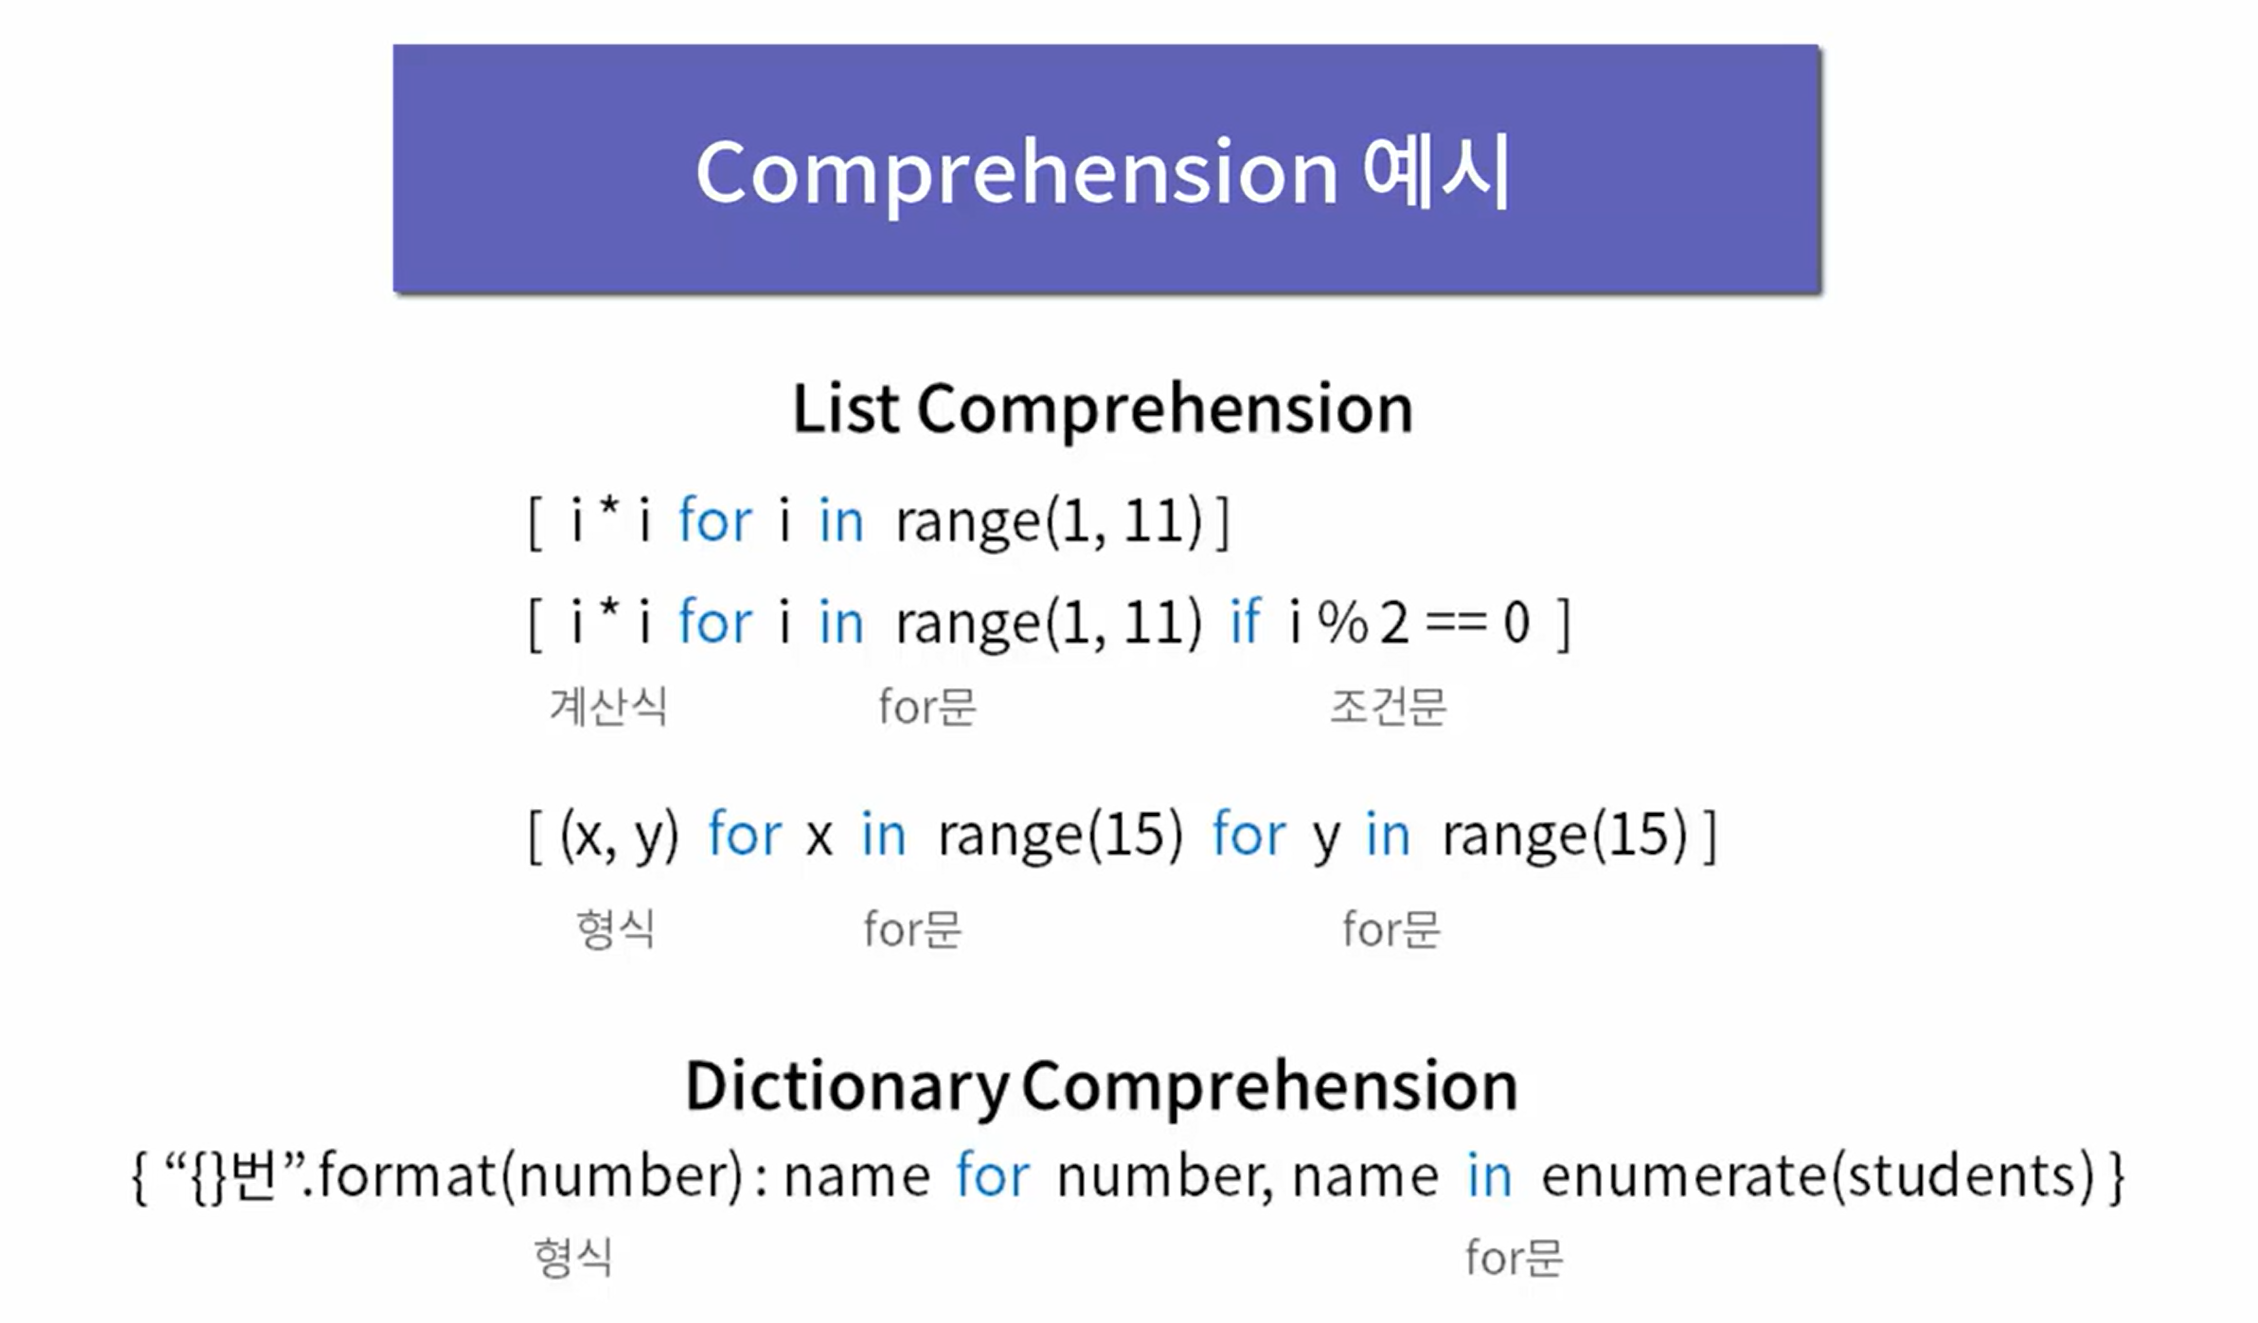 Comprehension 예시
List Comprehension
[ i * i for i in range(1, 11) ]
[ i * i for i in range(1, 11) if i % 2 == 0 ]
계산식 for문 조건문
[ (x, y) for x in range(15) for y in range(15) ]
형식 for문 for문
Dictionary Comprehension
{ “{}번”.format(number) : name for number, name in enumerate(students) }
형식 for문